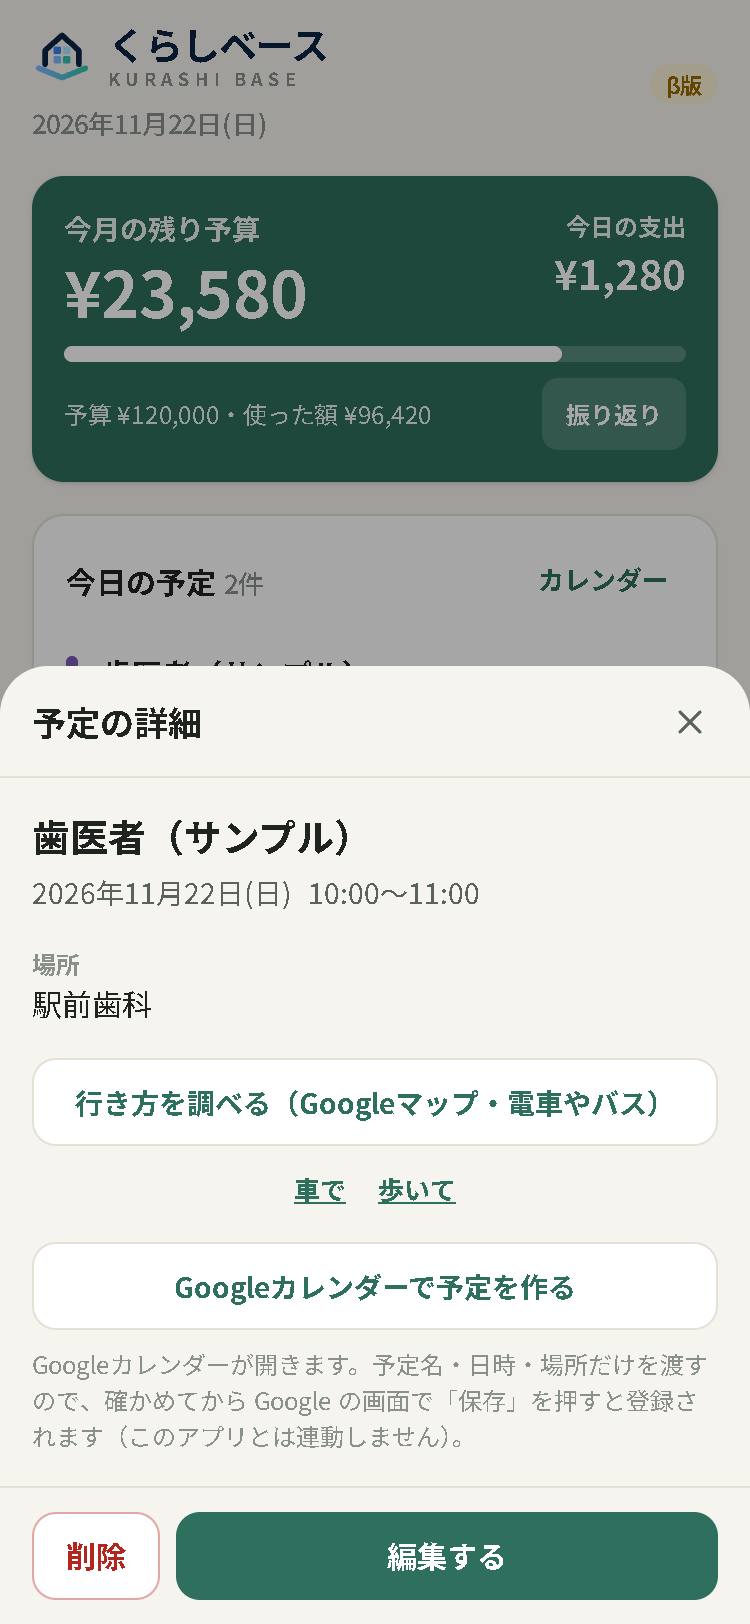 くらしベース
KURASHI BASE
β版
2026年11月22日(日)
今月の残り予算
今日の支出
¥23,580
¥1,280
予算 ¥120,000・使った額 ¥96,420
振り返り
今日の予定 2件
カレンダー
歯医者（サンプル）
予定の詳細
歯医者（サンプル）
2026年11月22日(日) 10:00〜11:00
場所
駅前歯科
行き方を調べる（Googleマップ・電車やバス）
車で 歩いて
Googleカレンダーで予定を作る
Googleカレンダーが開きます。予定名・日時・場所だけを渡す
ので、確かめてから Google の画面で「保存」を押すと登録さ
れます（このアプリとは連動しません）。
削除
編集する